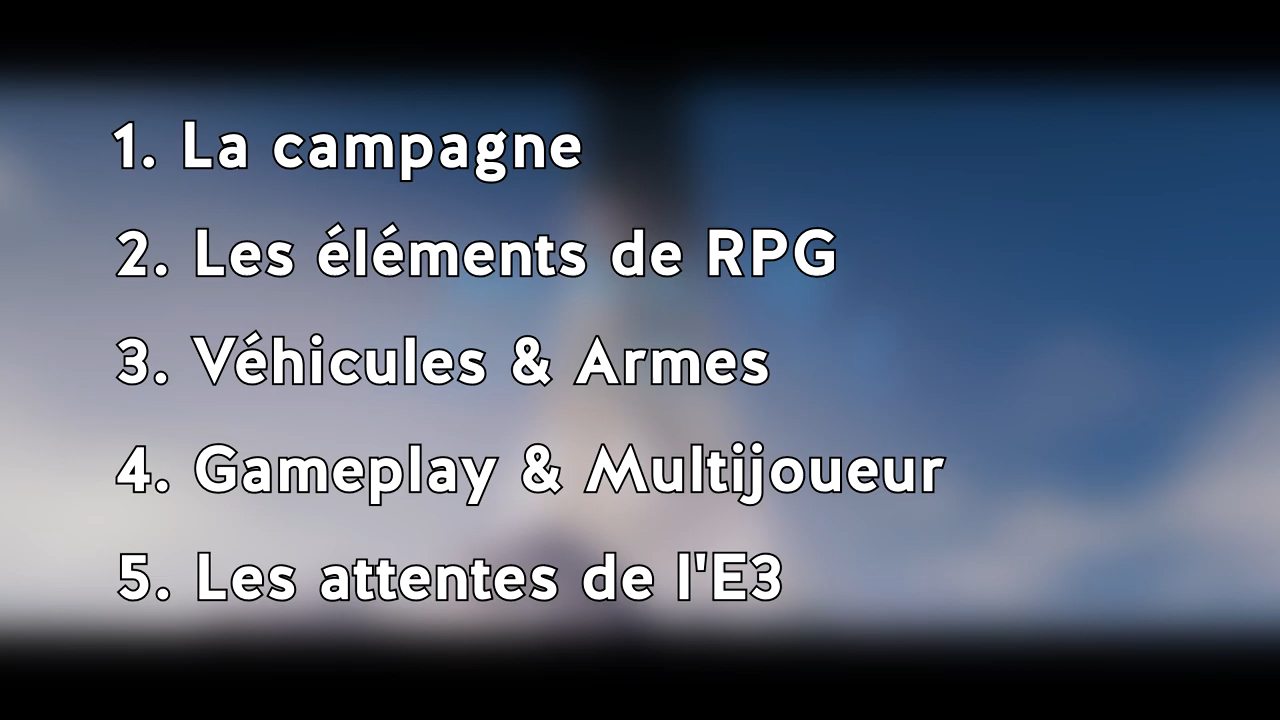 1. La campagne
2. Les éléments de RPG
3. Véhicules & Armes
4. Gameplay & Multijoueur
5. Les attentes de l'E3